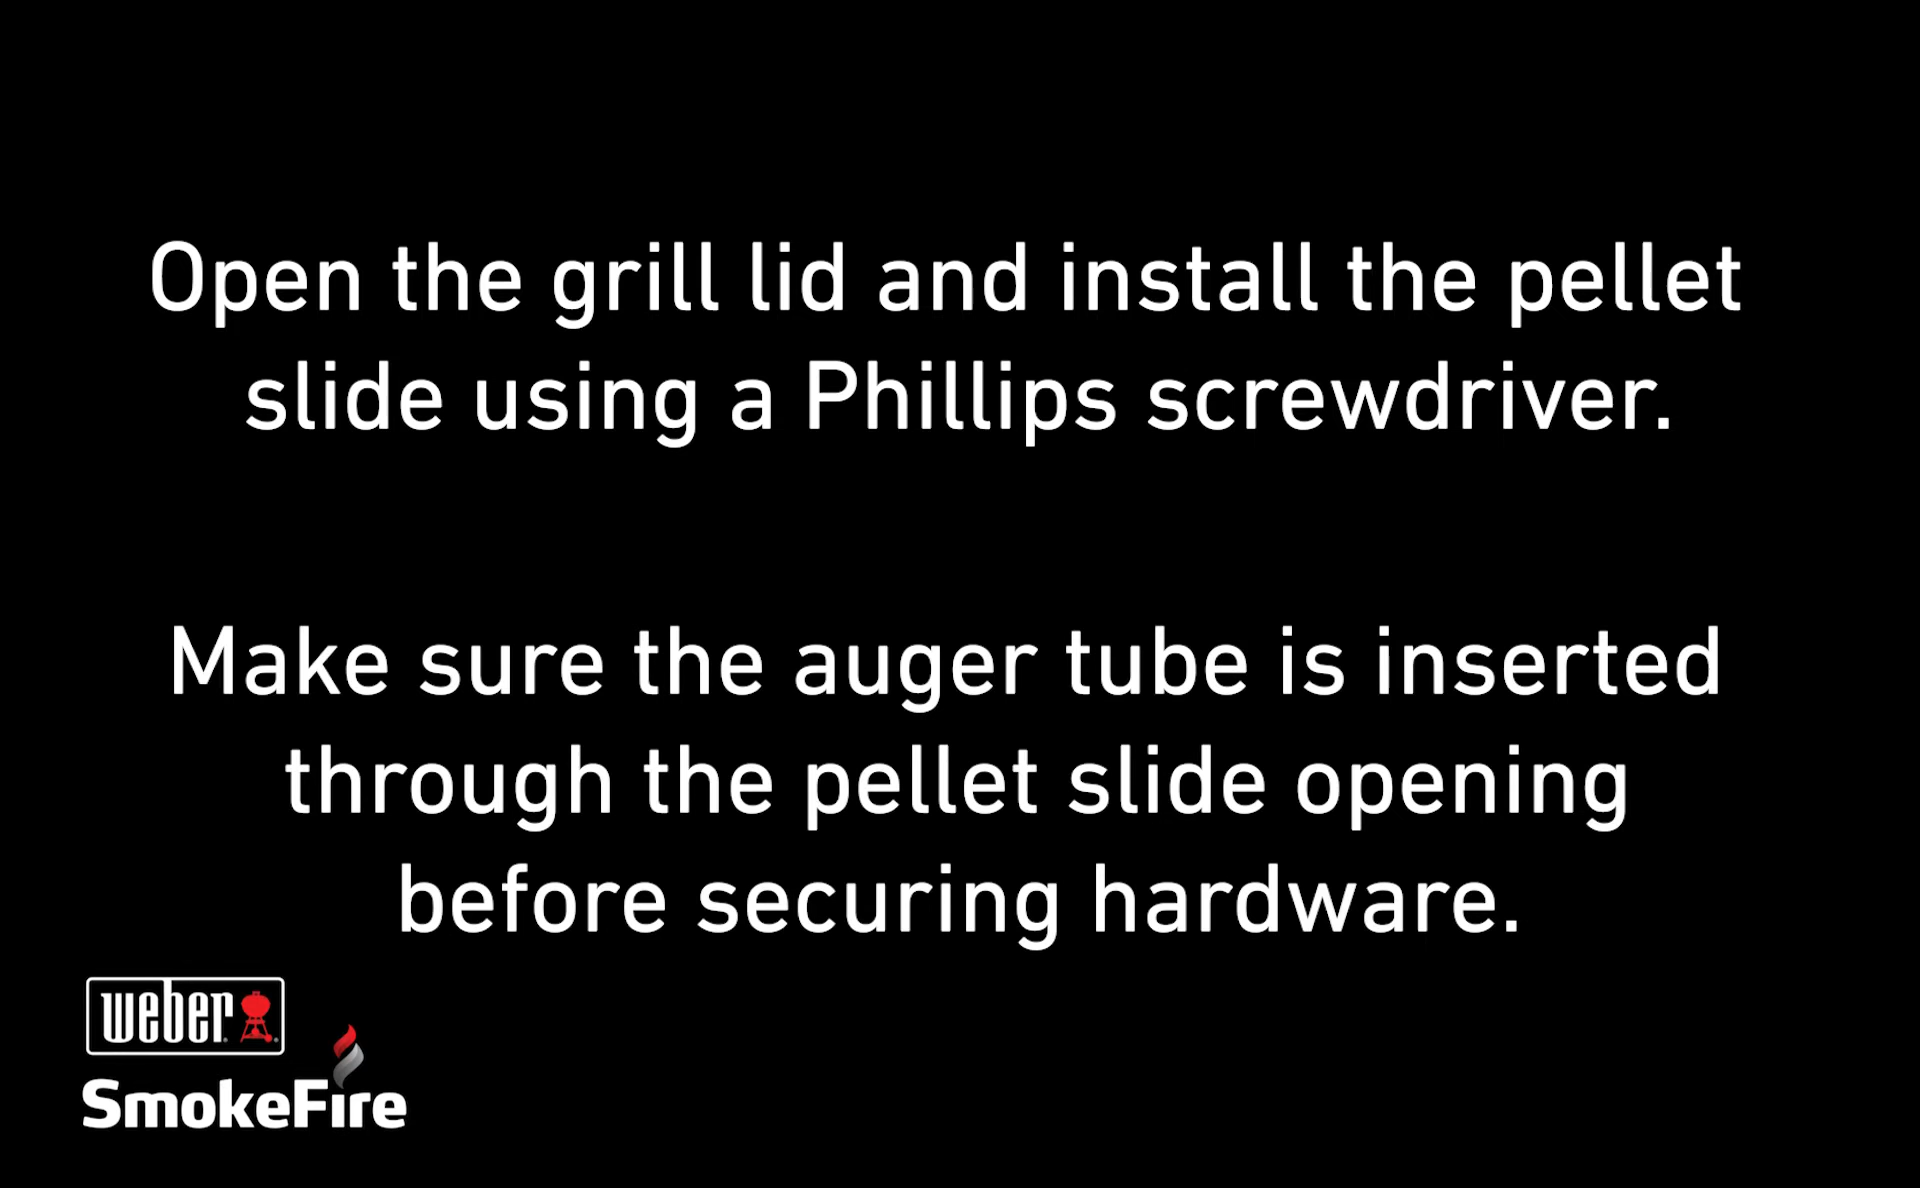 Open the grill lid and install the pellet
slide using a Phillips screwdriver.
Make sure the auger tube is inserted
through the pellet slide opening
before securing hardware.
weber
SmokeFire